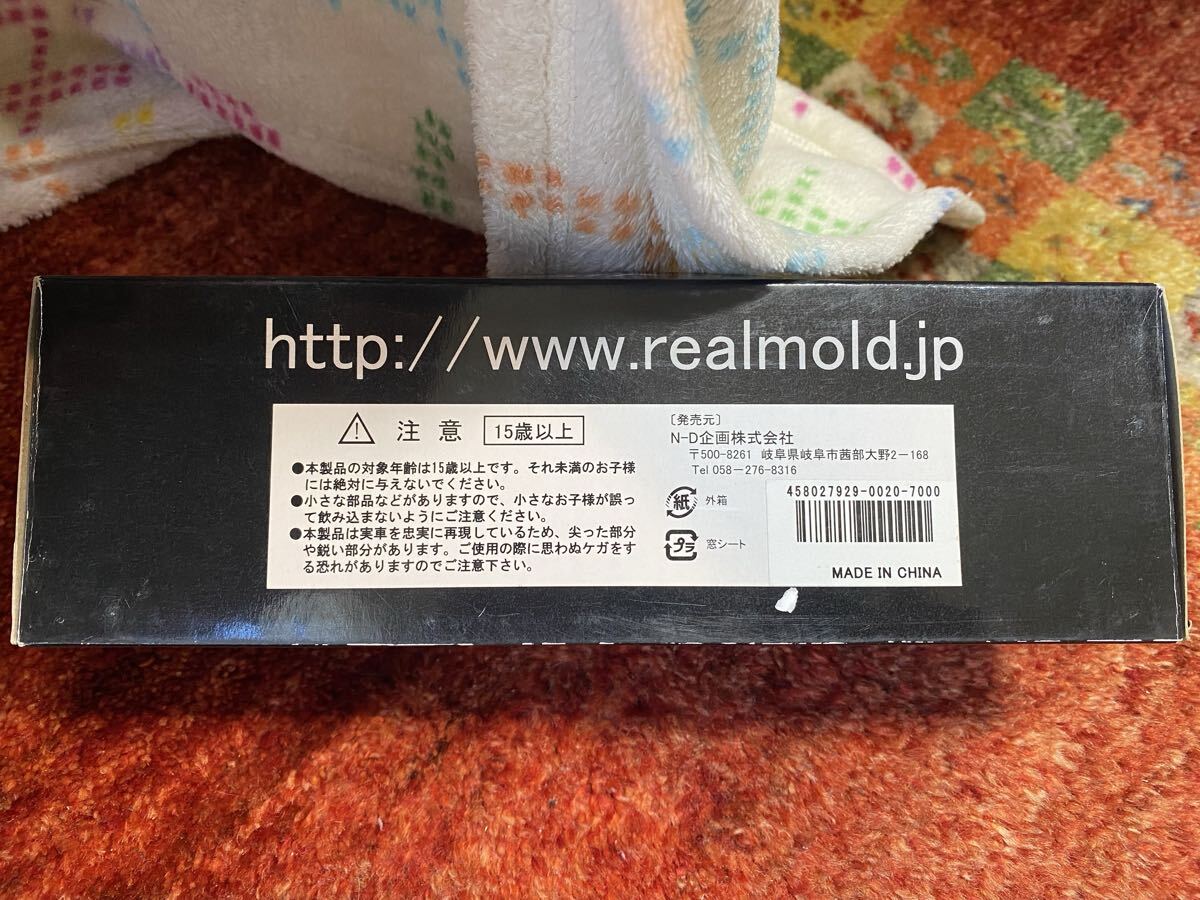 http://www.realmold.jp
注 意 15歳以上
●本製品の対象年齢は15歳以上です。それ未満のお子様
には絶対に与えないでください。
●小さな部品などがありますので、小さなお子様が誤っ
て飲み込まないようにご注意ください。
●本製品は実車を忠実に再現しているため、尖った部分
や鋭い部分があります。ご使用の際に思わぬケガをす
る恐れがありますのでご注意下さい。
〔発売元〕
N-D企画株式会社
〒500-8261 岐阜県岐阜市茜部大野2-168
Tel 058-276-8316
紙 外箱
プラ 窓シート
458027929-0020-7000
MADE IN CHINA